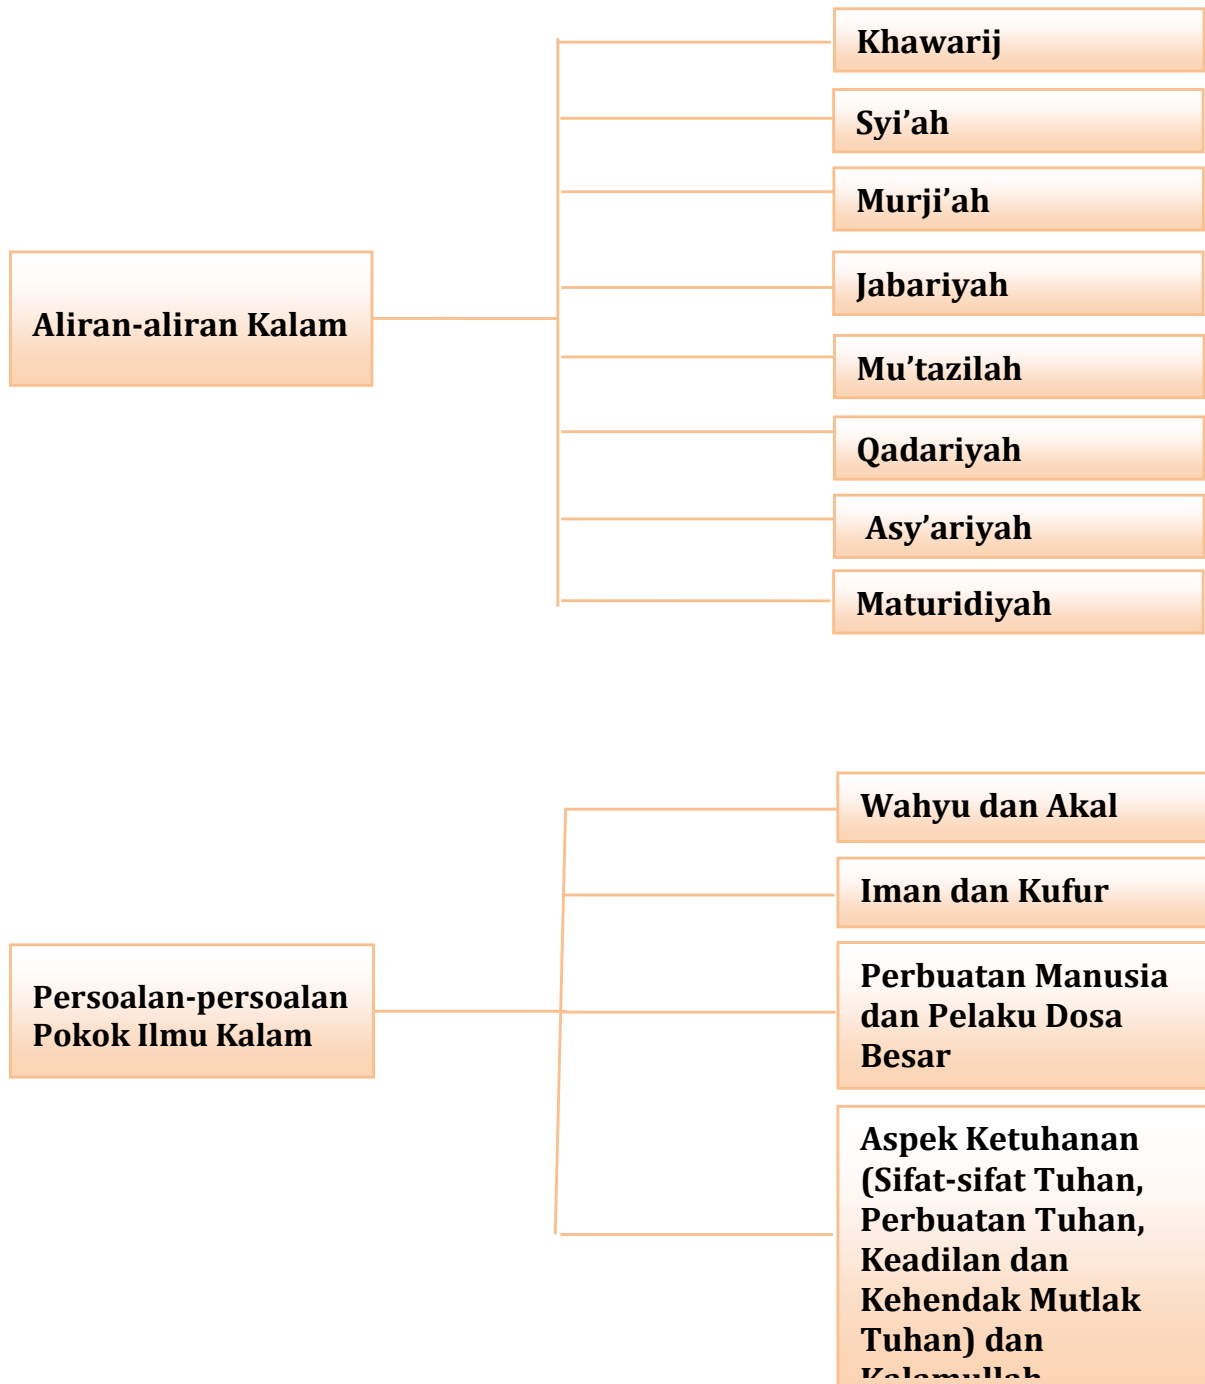 Aliran-aliran Kalam
Khawarij
Syi’ah
Murji’ah
Jabariyah
Mu’tazilah
Qadariyah
Asy’ariyah
Maturidiyah
Persoalan-persoalan
Pokok Ilmu Kalam
Wahyu dan Akal
Iman dan Kufur
Perbuatan Manusia
dan Pelaku Dosa
Besar
Aspek Ketuhanan
(Sifat-sifat Tuhan,
Perbuatan Tuhan,
Keadilan dan
Kehendak Mutlak
Tuhan) dan
Kalamullah